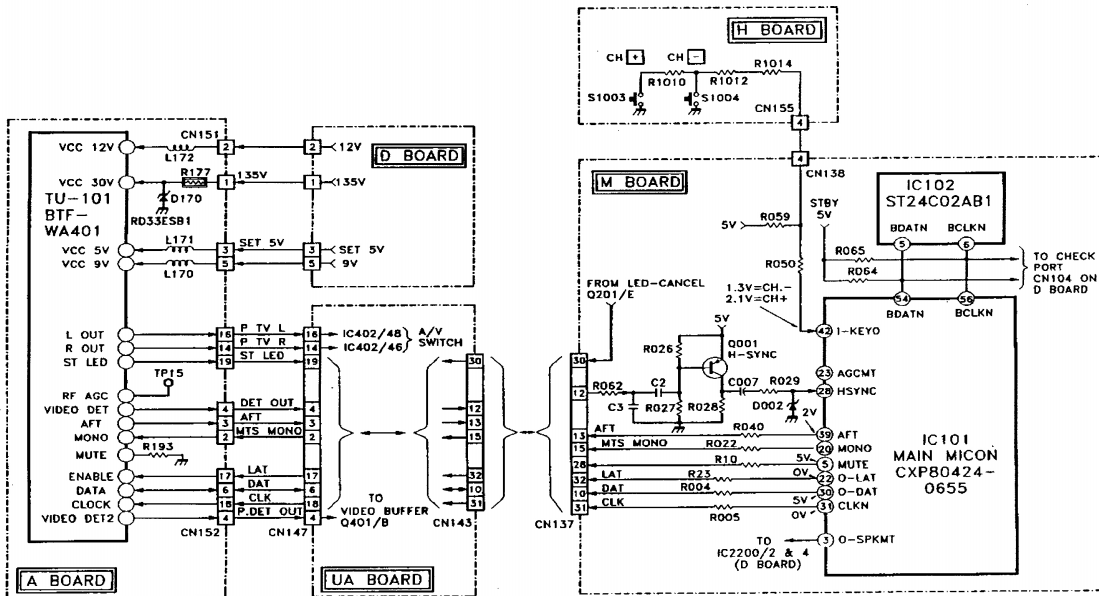 H BOARD
CH +
CH -
R1010
R1012
R1014
S1003
S1004
CN155
4
4
CN138
VCC 12V
L172
CN151
2
2
12V
D BOARD
VCC 30V
R177
1
135V
1
135V
TU-101
BTF-
WA401
D170
RD33ESB1
VCC 5V
L171
3
SET 5V
3
SET 5V
VCC 9V
L170
5
5
9V
M BOARD
IC102
ST24C02AB1
BDATN
BCLKN
5
6
STBY
5V
5V
R059
R065
R064
R050
TO CHECK
PORT
CN104 ON
D BOARD
FROM LED-CANCEL
Q201/E
1.3V=CH.-
2.1V=CH+
54
56
BDATN
BCLKN
L OUT
16
P TV L
16
IC402/48
A/V
SWITCH
R OUT
14
P TV R
14
IC402/46
ST LED
19
ST LED
19
30
30
TP15
RF AGC
VIDEO DET
4
DET OUT
4
12
12
AFT
3
AFT
3
13
MONO
2
MTS MONO
2
15
MUTE
R193
ENABLE
17
LAT
17
32
DATA
6
DAT
6
10
CLOCK
18
CLK
18
31
VIDEO DET2
4
P.DET OUT
4
TO
VIDEO BUFFER
Q401/B
CN152
CN147
CN143
CN137
5V
Q001
H-SYNC
R026
R062
C2
C3
R027
R028
C007
R029
D002
42
I-KEYO
23
AGCMT
28
HSYNC
2V
13
AFT
R040
39
AFT
15
MTS MONO
R022
20
MONO
28
R10
5V
5
MUTE
32
LAT
R23
0V
22
O-LAT
10
DAT
R004
30
O-DAT
31
CLK
R005
5V
0V
31
CLKN
IC101
MAIN MICON
CXP80424-
0655
TO
IC2200/2 & 4
(D BOARD)
3
O-SPKMT
A BOARD
UA BOARD